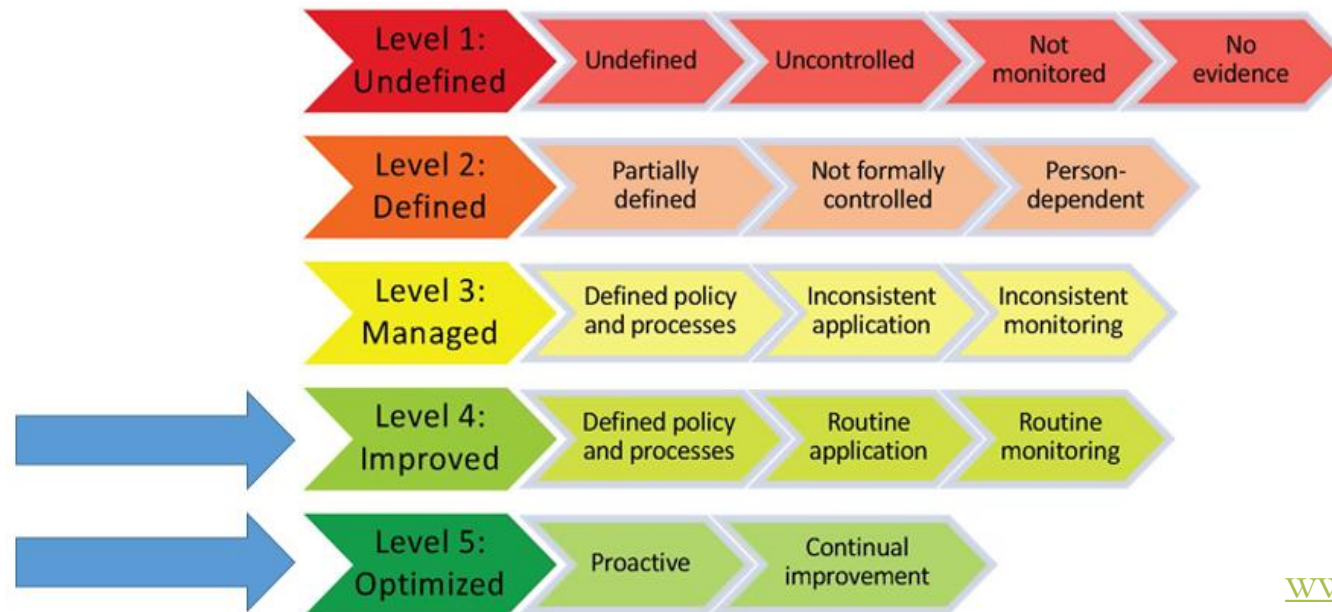 Level 1:
Undefined
Undefined
Uncontrolled
Not
monitored
No
evidence
Level 2:
Defined
Partially
defined
Not formally
controlled
Person-
dependent
Level 3:
Managed
Defined policy
and processes
Inconsistent
application
Inconsistent
monitoring
Level 4:
Improved
Defined policy
and processes
Routine
application
Routine
monitoring
Level 5:
Optimized
Proactive
Continual
improvement